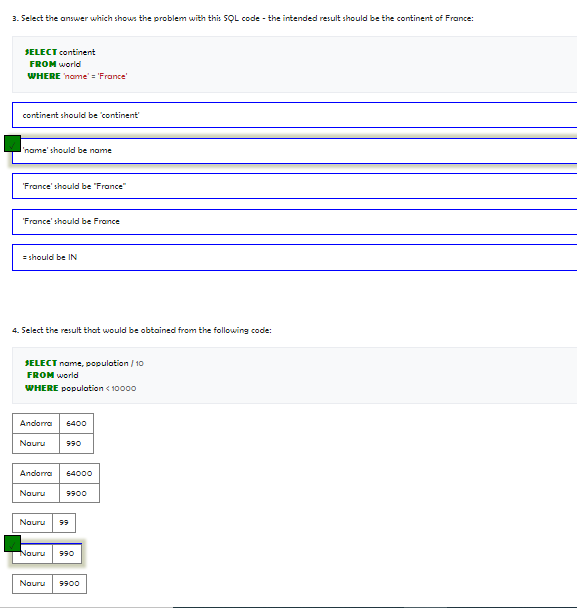 3. Select the answer which shows the problem with this SQL code - the intended result should be the continent of France:
SELECT continent
FROM world
WHERE 'name' = 'France'
continent should be 'continent'
'name' should be name
'France' should be "France"
'France' should be France
= should be IN
4. Select the result that would be obtained from the following code:
SELECT name, population / 10
FROM world
WHERE population < 10000
Andorra 6400
Nauru 990
Andorra 64000
Nauru 9900
Nauru 99
Nauru 990
Nauru 9900